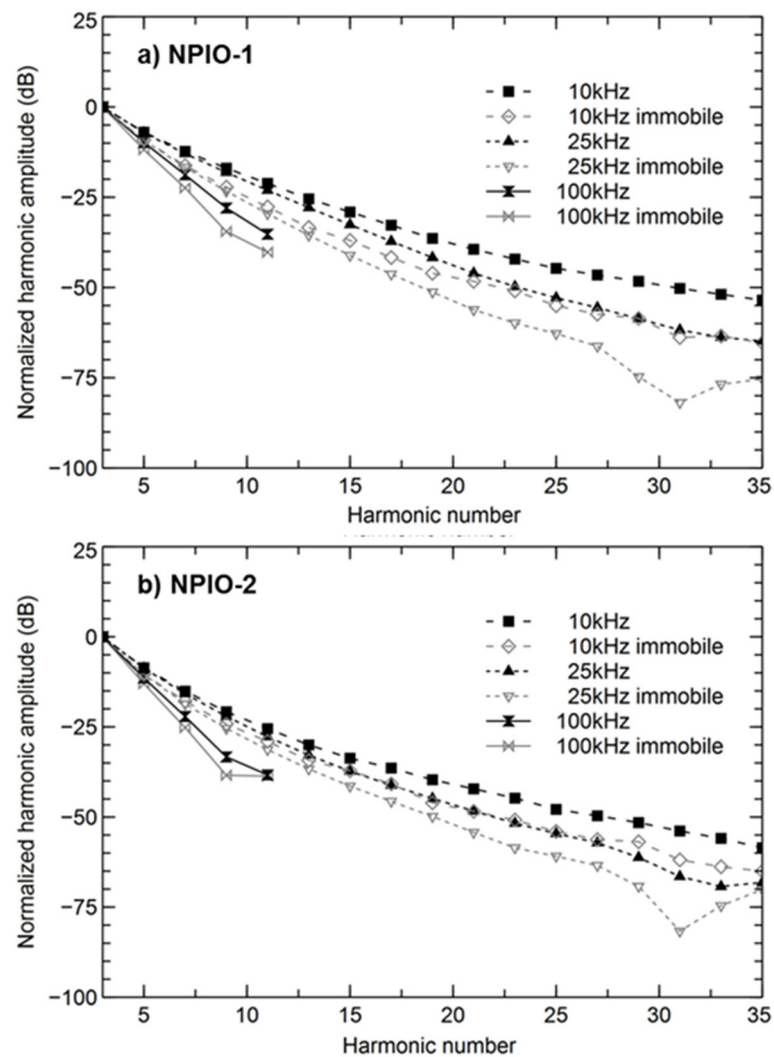 25
a) NPIO-1
0
10kHz
10kHz immobile
25kHz
25kHz immobile
−25
100kHz
100kHz immobile
−50
−75
−100
Normalized harmonic amplitude (dB)
5 10 15 20 25 30 35
Harmonic number
25
b) NPIO-2
0
10kHz
10kHz immobile
25kHz
25kHz immobile
−25
100kHz
100kHz immobile
−50
−75
−100
Normalized harmonic amplitude (dB)
5 10 15 20 25 30 35
Harmonic number